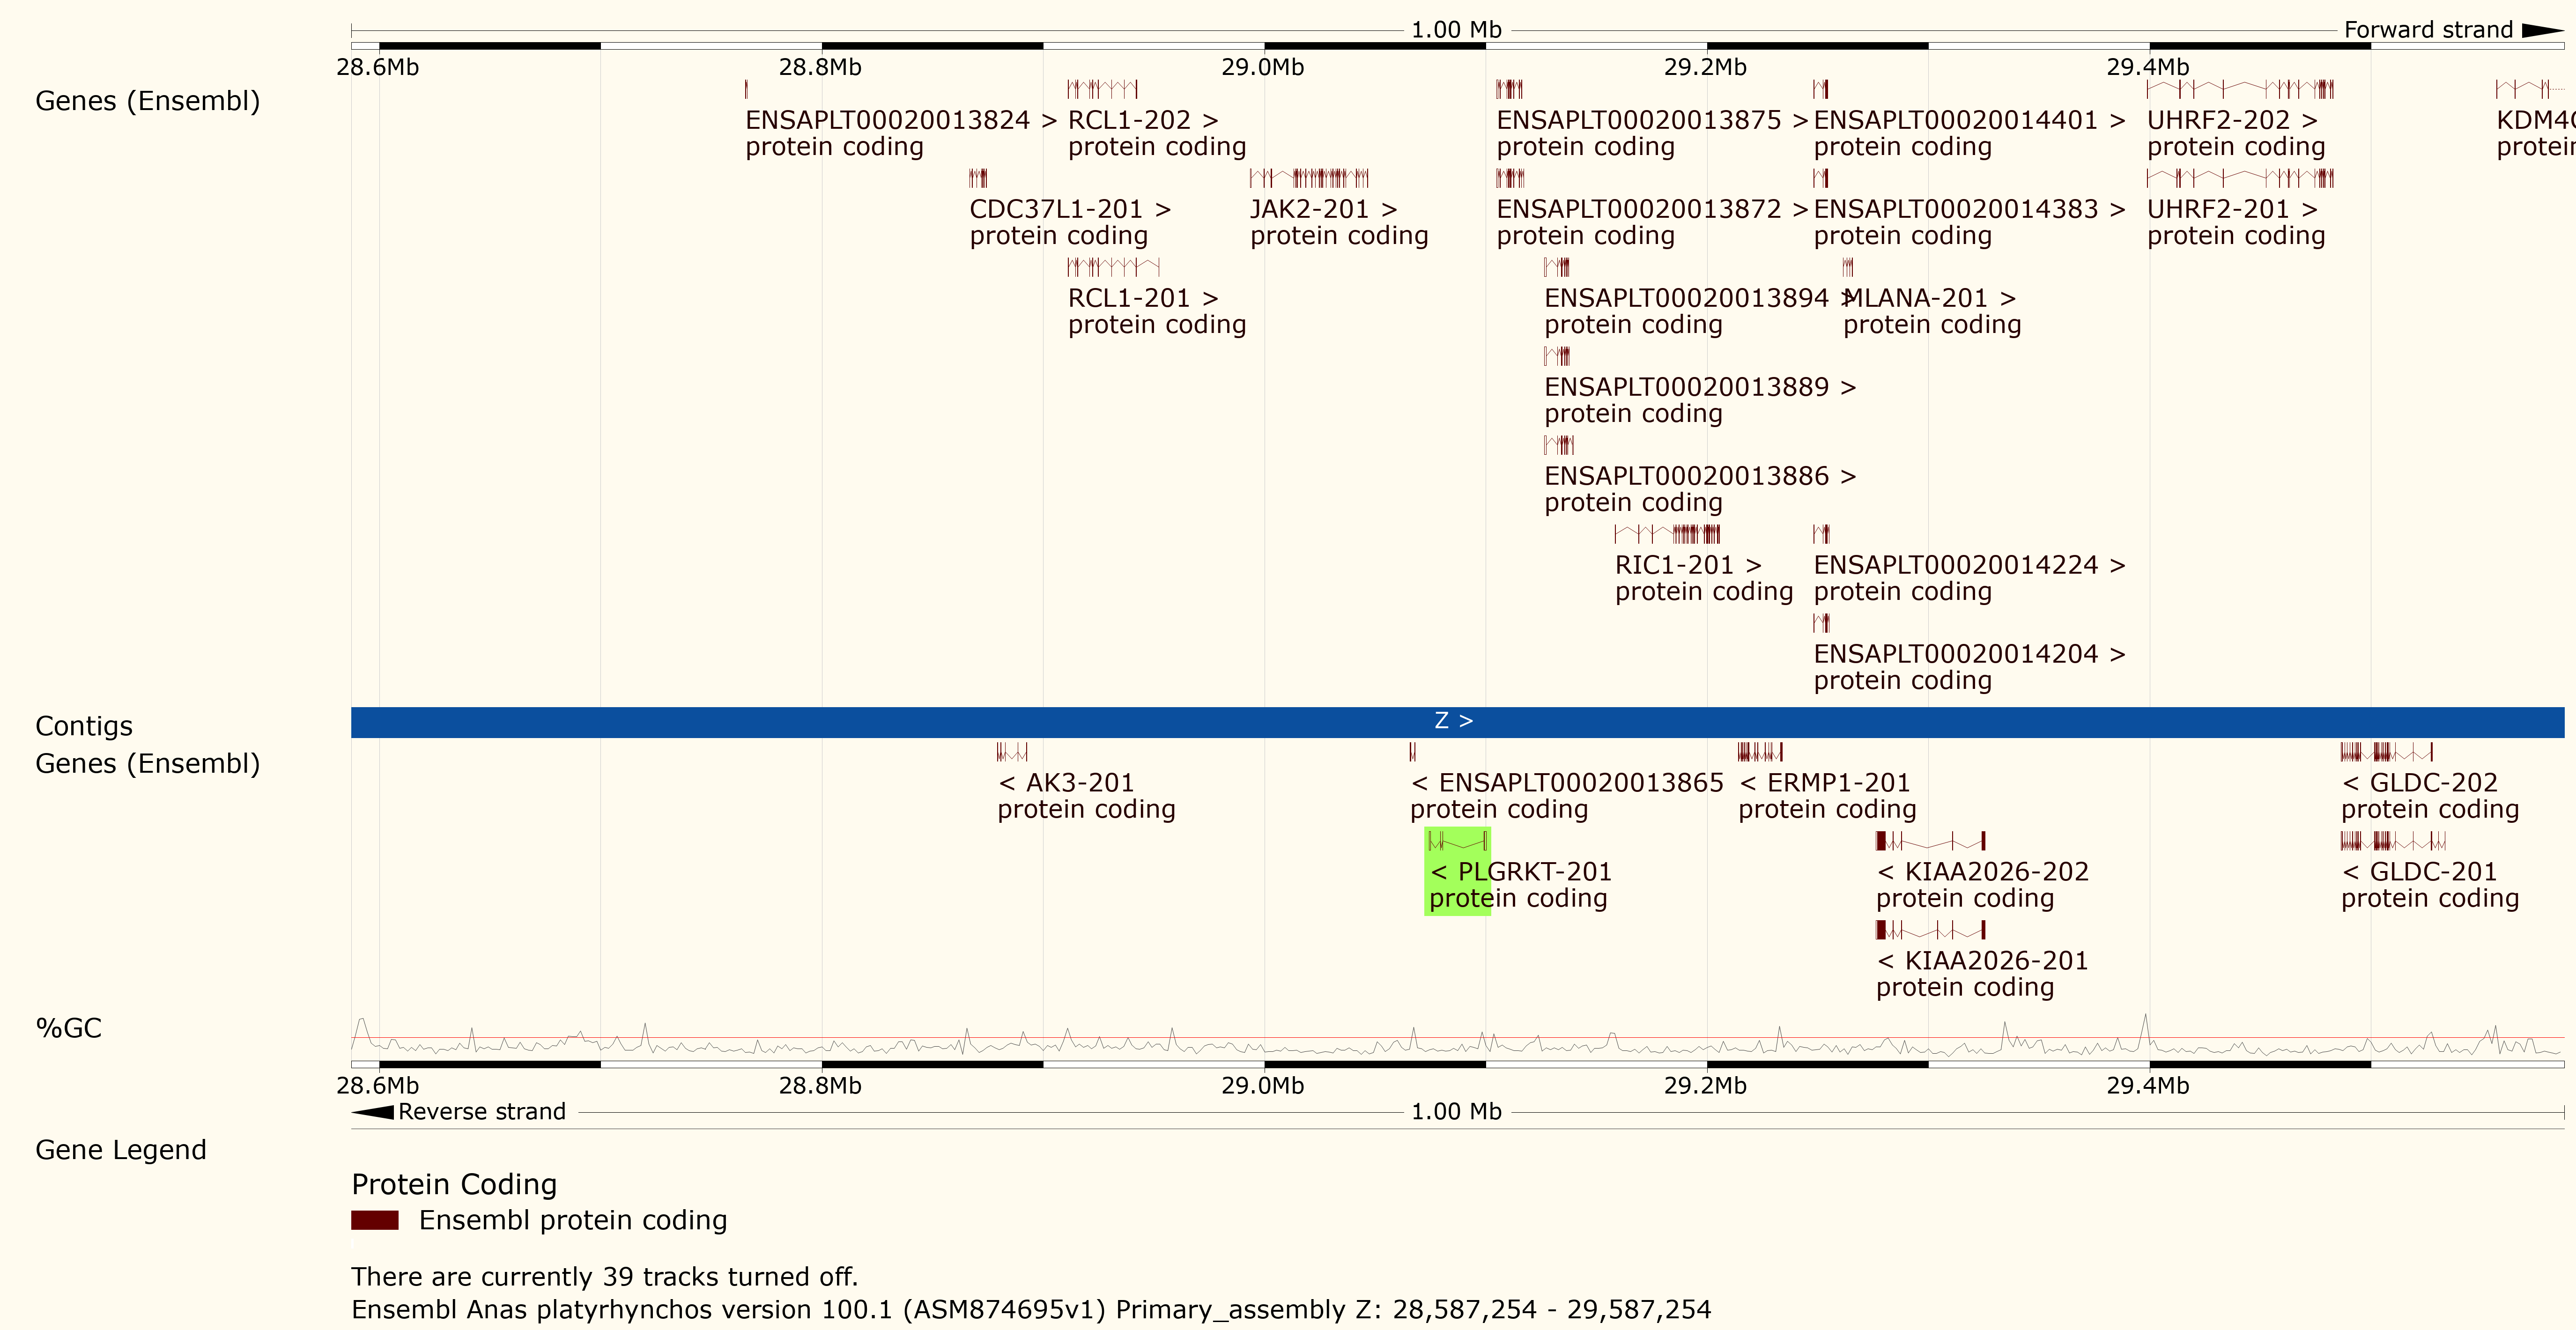 1.00 Mb
Forward strand
28.6Mb 28.8Mb 29.0Mb 29.2Mb 29.4Mb
Genes (Ensembl)
ENSAPLT00020013824 > RCL1-202 > ENSAPLT00020013875 > ENSAPLT00020014401 > UHRF2-202 > KDM4
protein coding protein coding protein coding protein coding protein coding protei
CDC37L1-201 > JAK2-201 > ENSAPLT00020013872 > ENSAPLT00020014383 > UHRF2-201 >
protein coding protein coding protein coding protein coding protein coding
RCL1-201 > ENSAPLT00020013894 > MLANA-201 >
protein coding protein coding protein coding
ENSAPLT00020013889 >
protein coding
ENSAPLT00020013886 >
protein coding
RIC1-201 > ENSAPLT00020014224 >
protein coding protein coding
ENSAPLT00020014204 >
protein coding
Contigs
Z >
Genes (Ensembl)
< AK3-201 < ENSAPLT00020013865 < ERMP1-201 < GLDC-202
protein coding protein coding protein coding protein coding
< PLGRKT-201 < KIAA2026-202 < GLDC-201
protein coding protein coding protein coding
< KIAA2026-201
protein coding
%GC
28.6Mb 28.8Mb 29.0Mb 29.2Mb 29.4Mb
Reverse strand 1.00 Mb
Gene Legend
Protein Coding
Ensembl protein coding
There are currently 39 tracks turned off.
Ensembl Anas platyrhynchos version 100.1 (ASM874695v1) Primary_assembly Z: 28,587,254 - 29,587,254